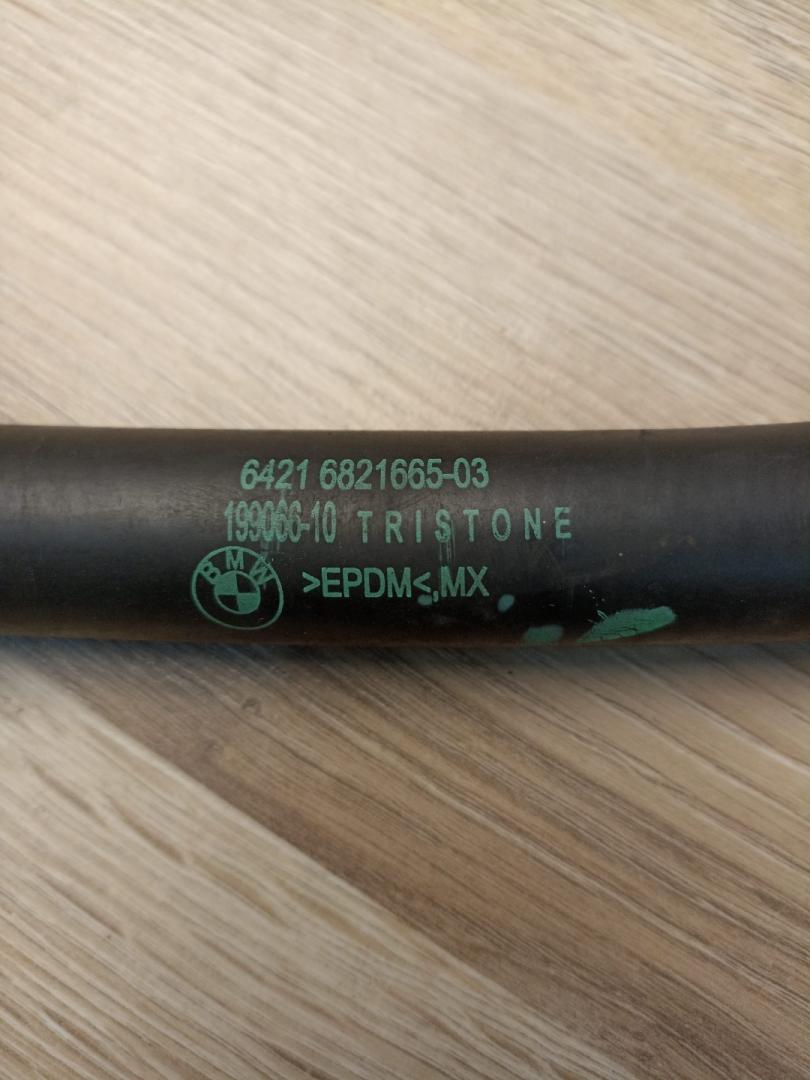 6421 6821665-03
199066-10 TRISTONE
BMW >EPDM<,MX